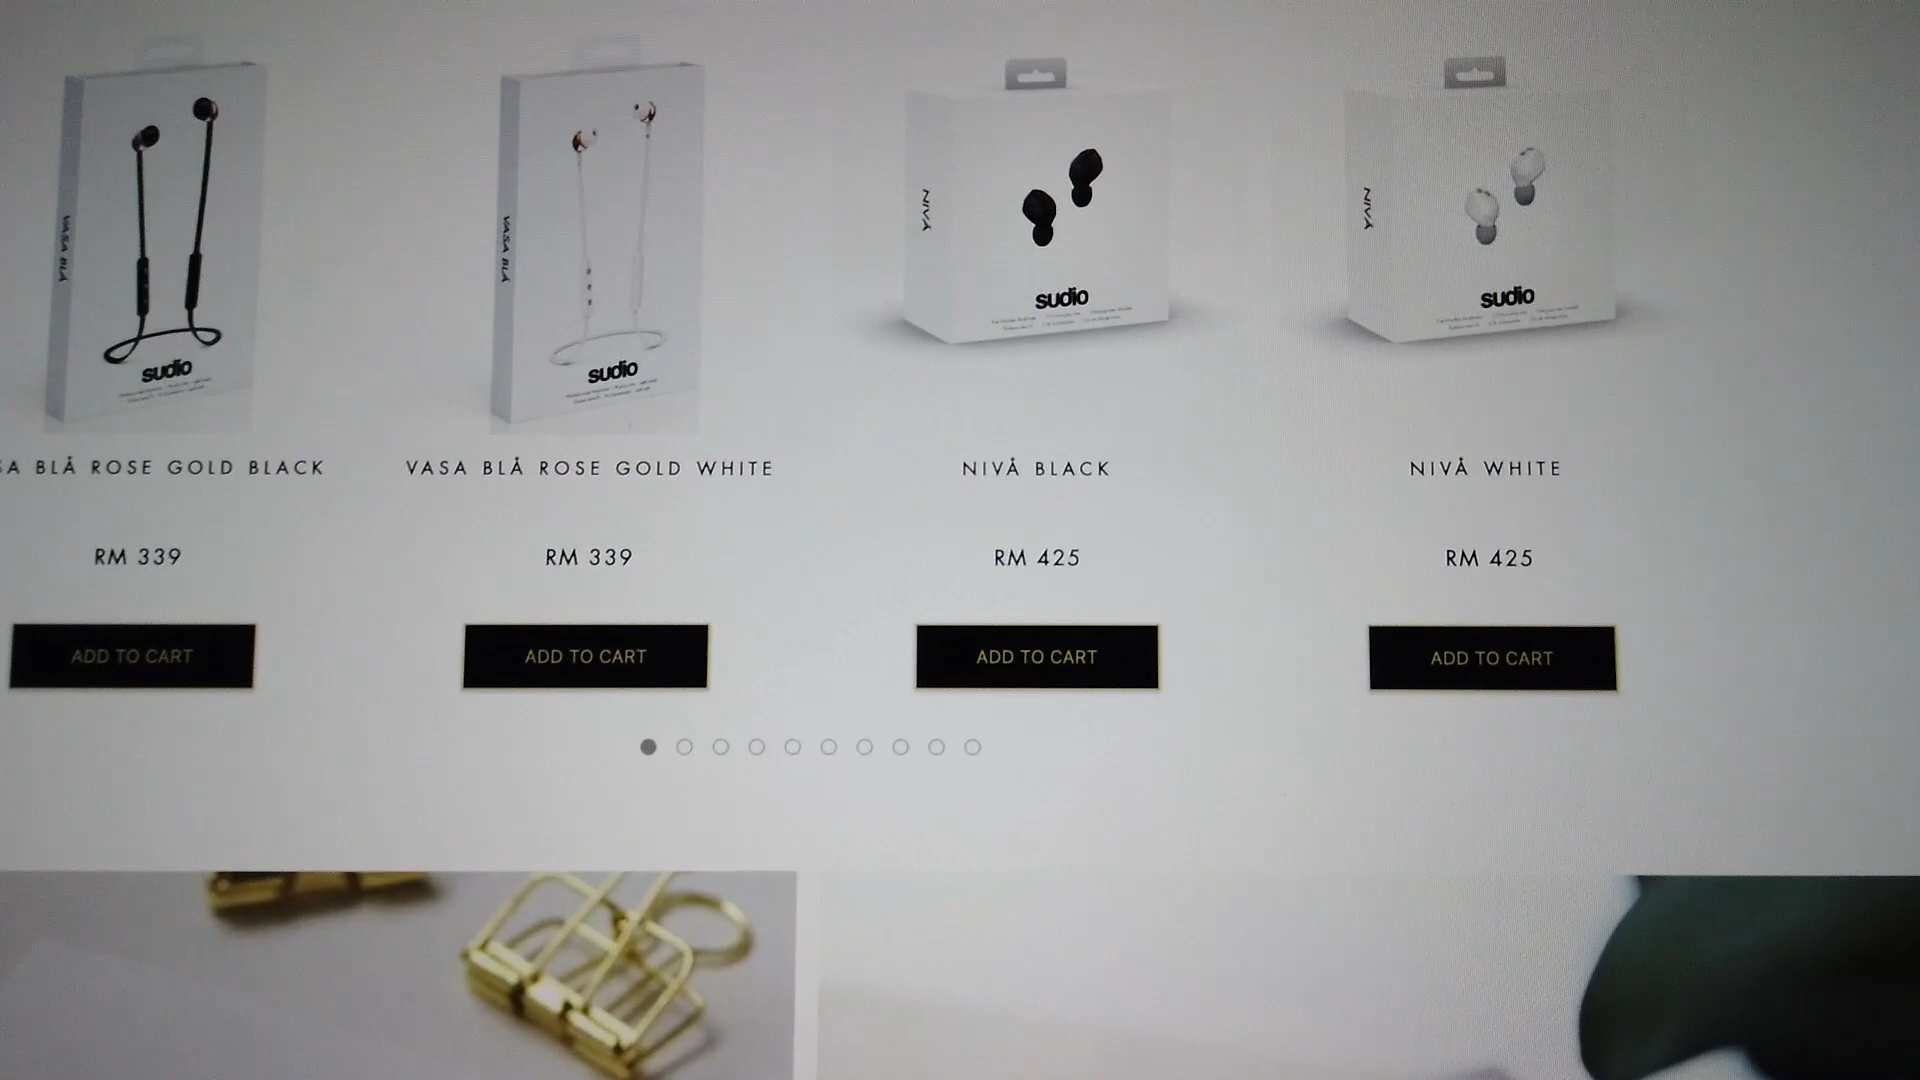 VASA BLÅ
sudio
VASA BLÅ
sudio
NIVÅ
sudio
NIVÅ
sudio
SA BLÅ ROSE GOLD BLACK
VASA BLÅ ROSE GOLD WHITE
NIVÅ BLACK
NIVÅ WHITE
RM 339
RM 339
RM 425
RM 425
ADD TO CART
ADD TO CART
ADD TO CART
ADD TO CART